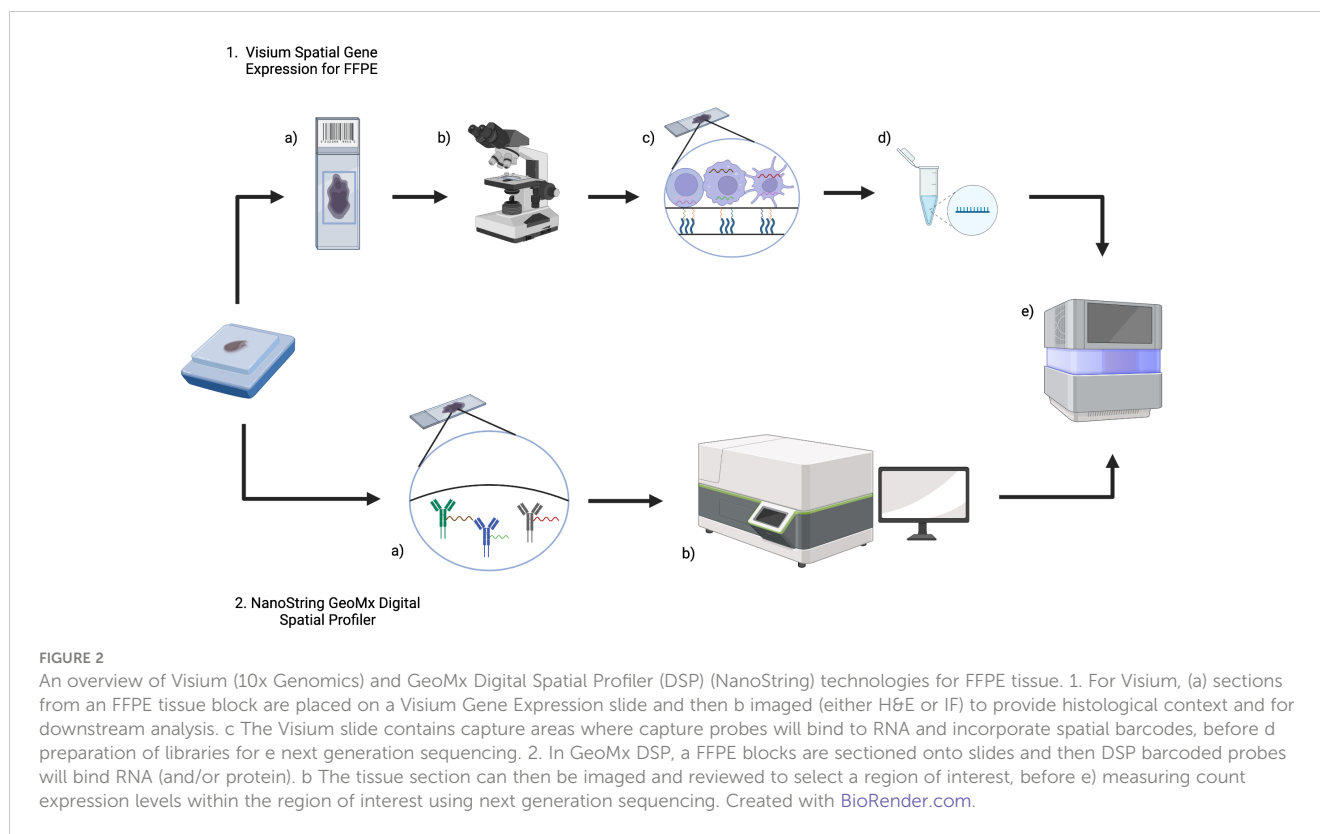 1. Visium Spatial Gene
Expression for FFPE
a)
b)
c)
d)
e)
a)
b)
2. NanoString GeoMx Digital
Spatial Profiler
FIGURE 2
An overview of Visium (10x Genomics) and GeoMx Digital Spatial Profiler (DSP) (NanoString) technologies for FFPE tissue. 1. For Visium, (a) sections
from an FFPE tissue block are placed on a Visium Gene Expression slide and then b imaged (either H&E or IF) to provide histological context and for
downstream analysis. c The Visium slide contains capture areas where capture probes will bind to RNA and incorporate spatial barcodes, before d
preparation of libraries for e next generation sequencing. 2. In GeoMx DSP, a FFPE blocks are sectioned onto slides and then DSP barcoded probes
will bind RNA (and/or protein). b The tissue section can then be imaged and reviewed to select a region of interest, before e) measuring count
expression levels within the region of interest using next generation sequencing. Created with BioRender.com.